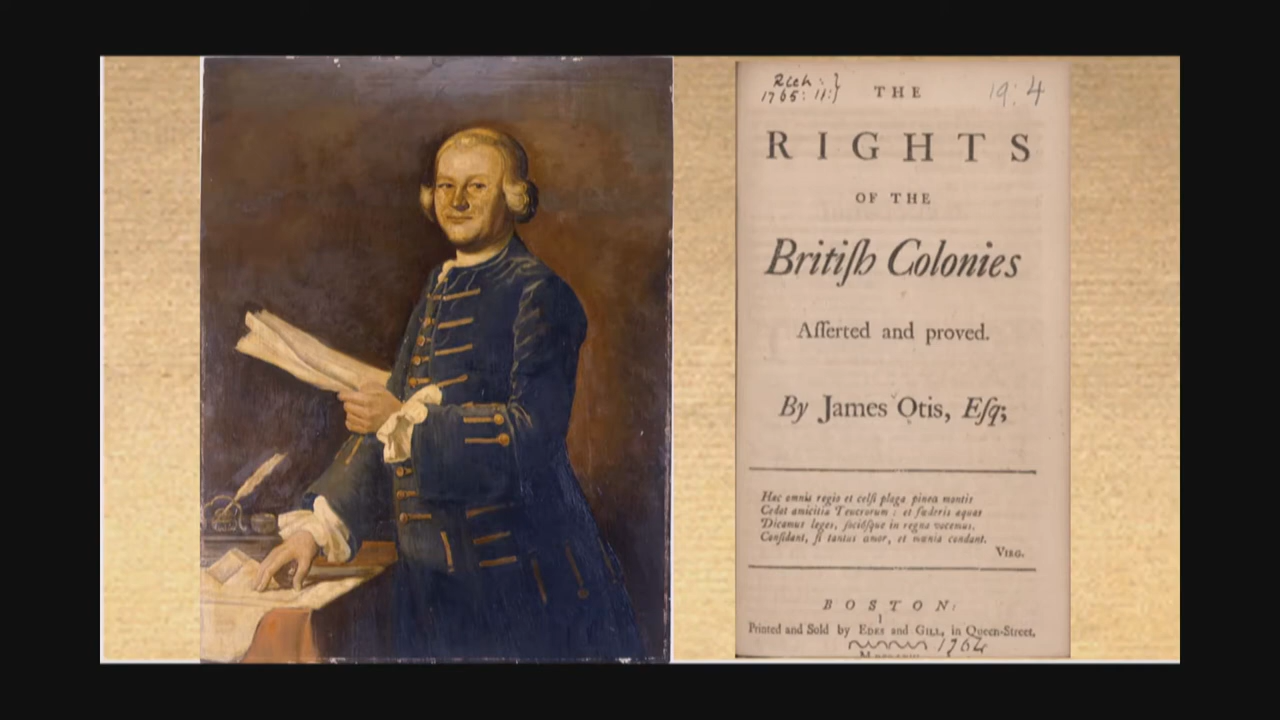 Rich:}
1765: 11:}
THE
19:4
RIGHTS
OF THE
Britiſh Colonies
Aſſerted and proved.
By James Otis, Eſq;
Hac omnis regio et celſi plaga pinea montis
Cedat amicitia Teucrorum : et fœderis æquas
Dicamus leges, ſocioſque in regna vocemus.
Conſidant, ſi tantus amor, et mœnia condant.
VIRG.
BOSTON:
Printed and Sold by EDES and GILL, in Queen-Street,
1764